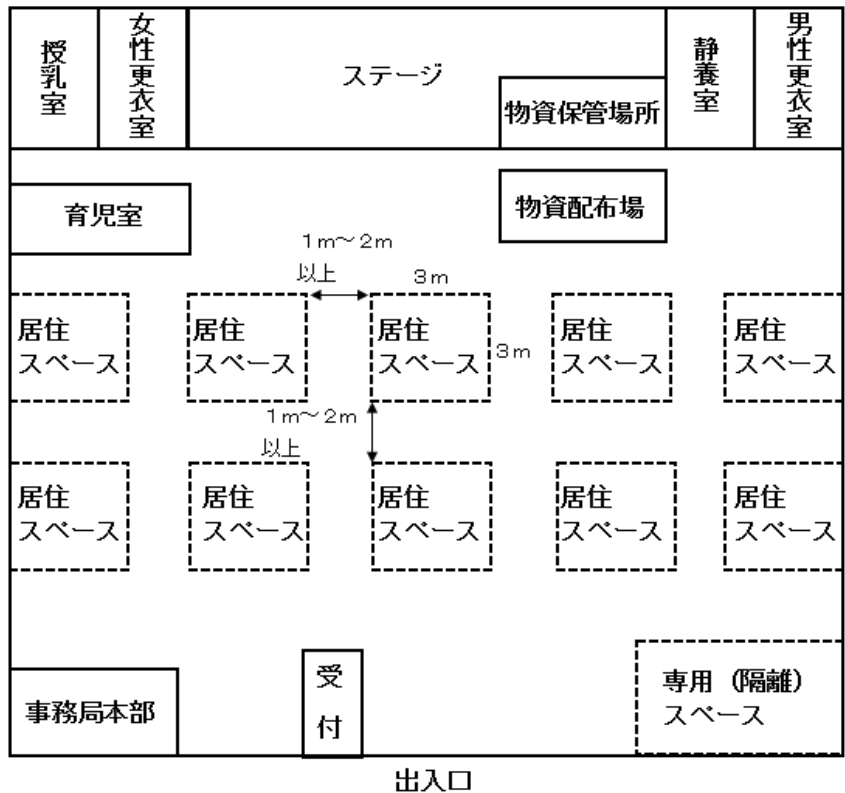 授乳室
女性更衣室
ステージ
物資保管場所
静養室
男性更衣室
育児室
物資配布場
1m～2m
以上
3m
居住
スペース
居住
スペース
居住
スペース
3m
居住
スペース
居住
スペース
1m～2m
以上
居住
スペース
居住
スペース
居住
スペース
居住
スペース
居住
スペース
事務局本部
受付
専用（隔離）
スペース
出入口